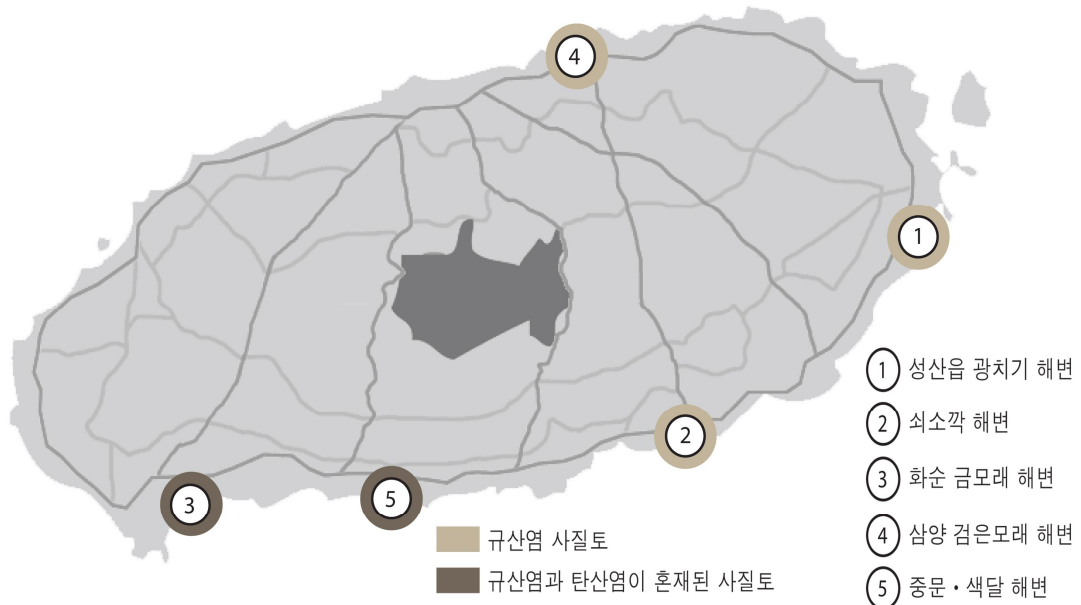 4
1
2
3
5
① 성산읍 광치기 해변
② 쇠소깍 해변
③ 화순 금모래 해변
④ 삼양 검은모래 해변
⑤ 중문・색달 해변
규산염 사질토
규산염과 탄산염이 혼재된 사질토